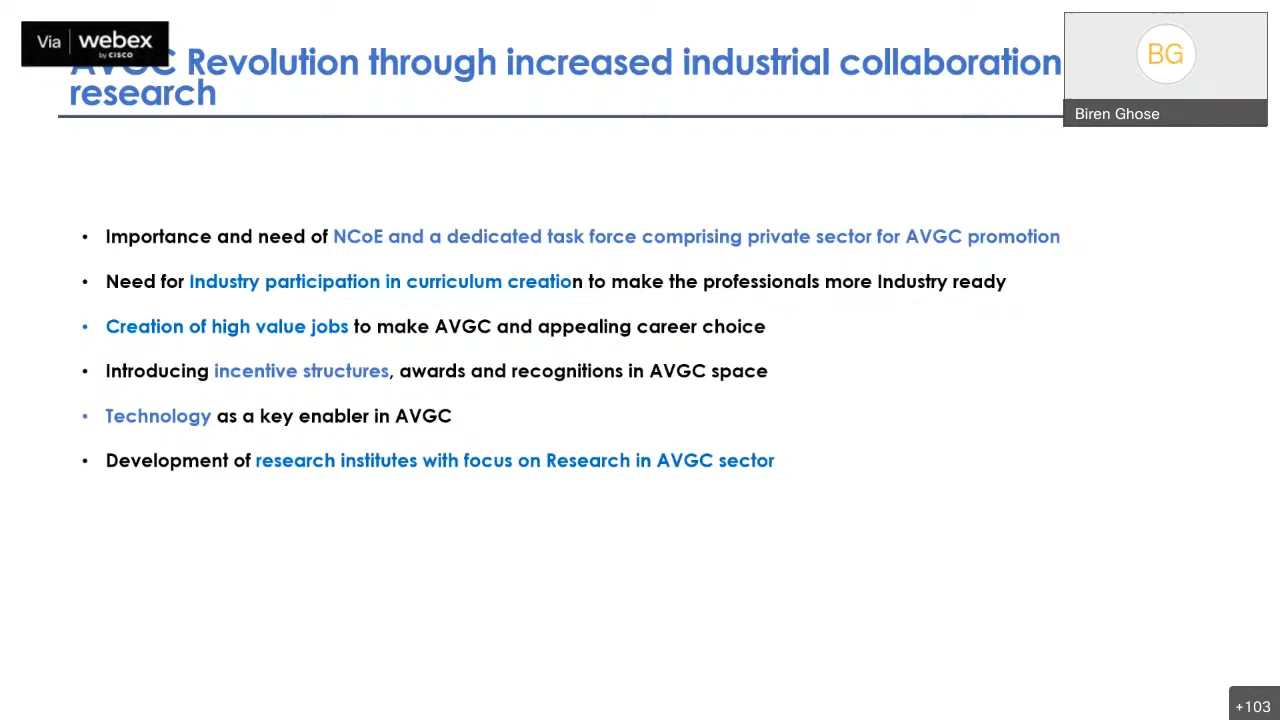 Via webex
by CISCO
AVGC Revolution through increased industrial collaboration
research
BG
Biren Ghose
• Importance and need of NCoE and a dedicated task force comprising private sector for AVGC promotion
• Need for Industry participation in curriculum creation to make the professionals more Industry ready
• Creation of high value jobs to make AVGC and appealing career choice
• Introducing incentive structures, awards and recognitions in AVGC space
• Technology as a key enabler in AVGC
• Development of research institutes with focus on Research in AVGC sector
+103